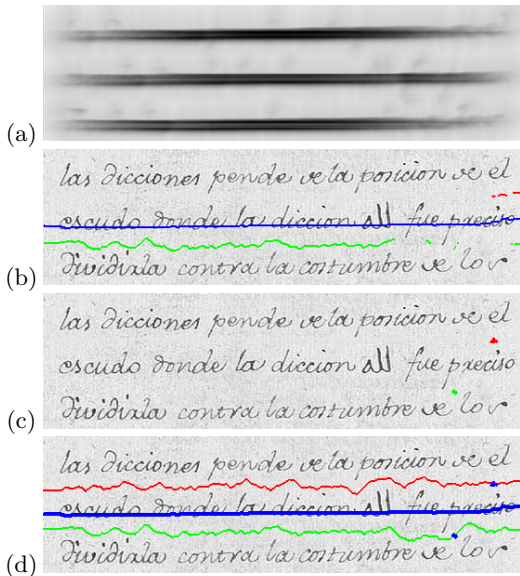 (a)
las dicciones pende de la posicion de el
escudo donde la diccion all fue preciso
dividirla contra la costumbre de los
(b)
las dicciones pende de la posicion de el
escudo donde la diccion all fue preciso
dividirla contra la costumbre de los
(c)
las dicciones pende de la posicion de el
escudo donde la diccion all fue preciso
dividirla contra la costumbre de los
(d)